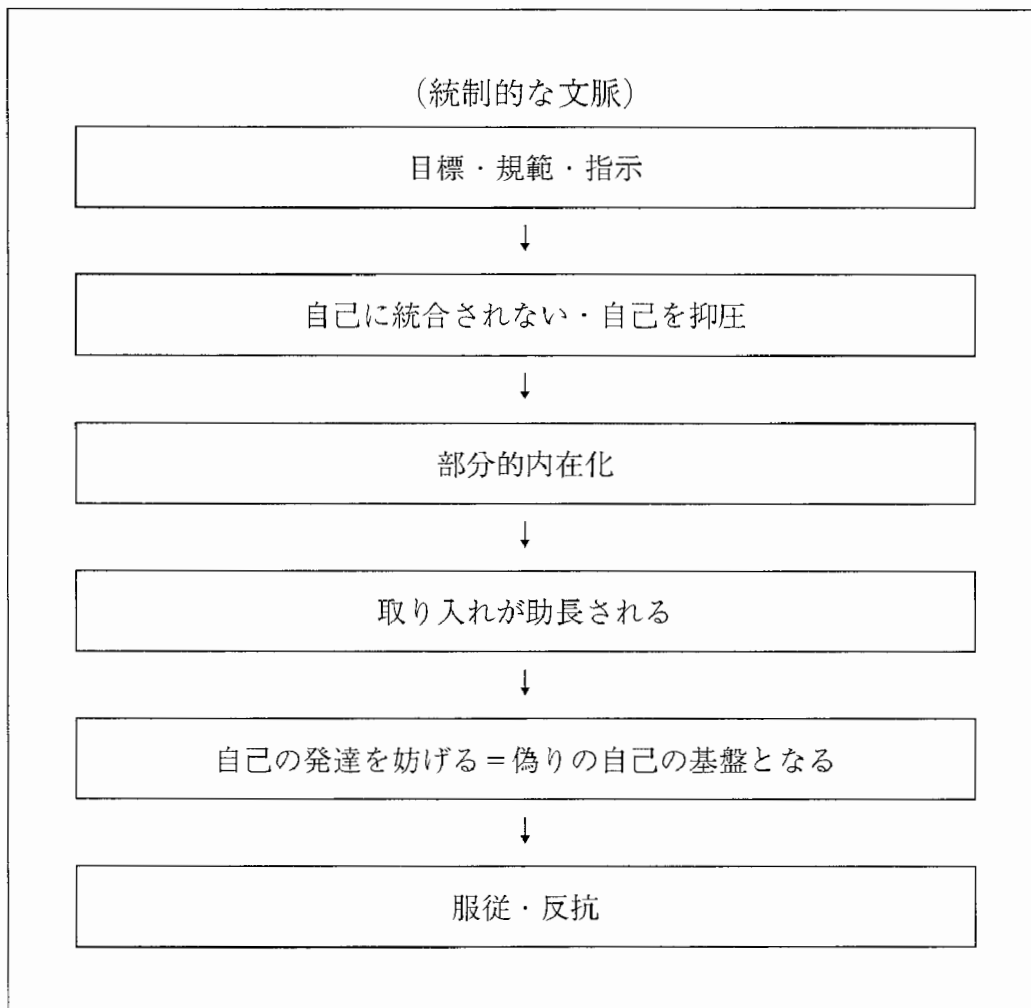 (統制的な文脈)
目標・規範・指示
↓
自己に統合されない・自己を抑圧
↓
部分的内在化
↓
取り入れが助長される
↓
自己の発達を妨げる=偽りの自己の基盤となる
↓
服従・反抗